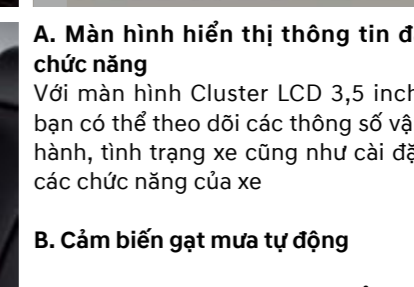 A. Màn hình hiển thị thông tin đ
chức năng
Với màn hình Cluster LCD 3,5 inch
bạn có thể theo dõi các thông số vậ
hành, tình trạng xe cũng như cài đặ
các chức năng của xe
B. Cảm biến gạt mưa tự động